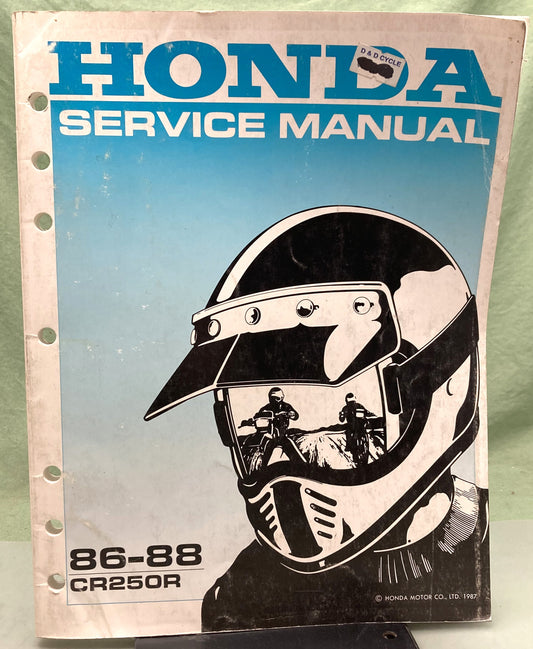 HONDA
D & D CYCLE
SERVICE MANUAL
86-88
CR250R
© HONDA MOTOR CO., LTD. 1987